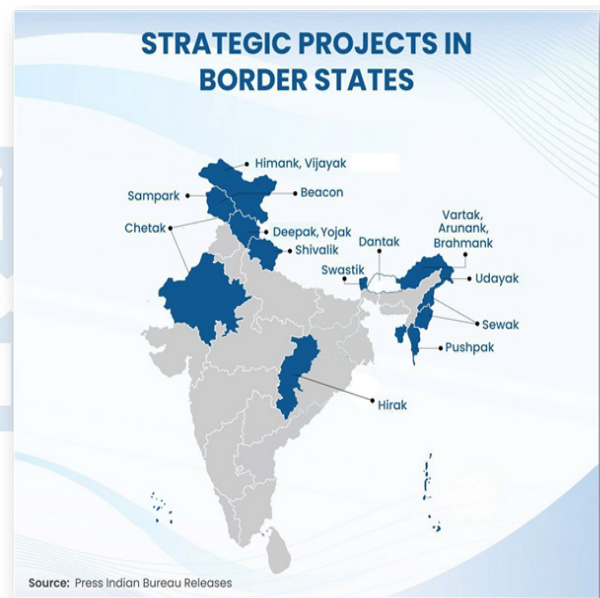 STRATEGIC PROJECTS IN
BORDER STATES
Himank, Vijayak
Sampark
Beacon
Chetak
Deepak, Yojak
Shivalik
Dantak
Swastik
Vartak,
Arunank,
Brahmank
Udayak
Sewak
Pushpak
Hirak
Source: Press Indian Bureau Releases